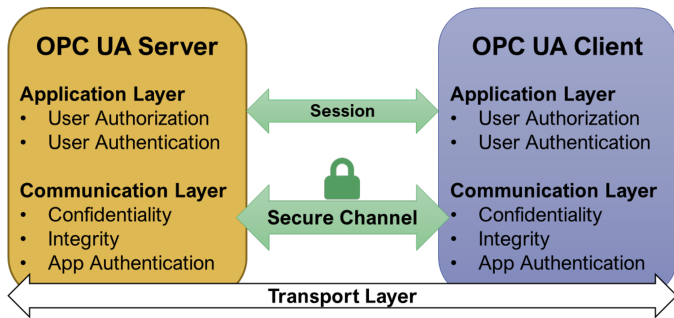 OPC UA Server
Application Layer
• User Authorization
• User Authentication
Communication Layer
• Confidentiality
• Integrity
• App Authentication
Session
Secure Channel
OPC UA Client
Application Layer
• User Authorization
• User Authentication
Communication Layer
• Confidentiality
• Integrity
• App Authentication
Transport Layer